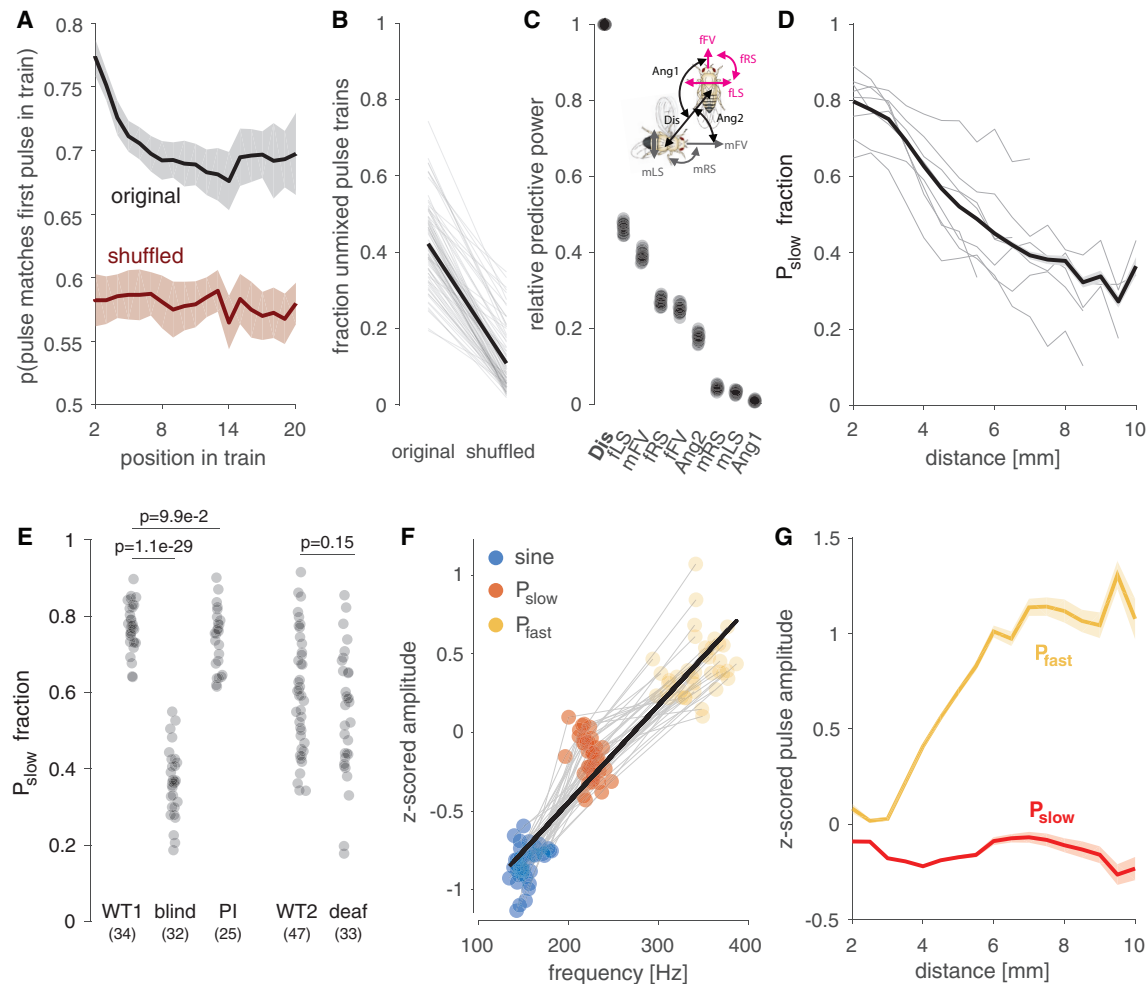 A
p(pulse matches first pulse in train)
0.8
0.75
0.7
0.65
0.6
0.55
0.5
original
shuffled
2
8
14
20
position in train
B
fraction unmixed pulse trains
1
0.8
0.6
0.4
0.2
0
original shuffled
C
relative predictive power
1
0.8
0.6
0.4
0.2
0
fFV
fRS
Ang1
fLS
Dis
Ang2
mFV
mLS
mRS
Dis
fLS
mFV
fRS
fFV
Ang2
mRS
mLS
Ang1
D
Pslow fraction
1
0.8
0.6
0.4
0.2
0
2
4
6
8
10
distance [mm]
E
p=9.9e-2
p=1.1e-29
p=0.15
Pslow fraction
1
0.8
0.6
0.4
0.2
0
WT1 blind PI WT2 deaf
(34) (32) (25) (47) (33)
F
sine
Pslow
Pfast
z-scored amplitude
1
0.5
0
-0.5
-1
100
200
300
400
frequency [Hz]
G
z-scored pulse amplitude
1.5
1
0.5
0
-0.5
Pfast
Pslow
2
4
6
8
10
distance [mm]